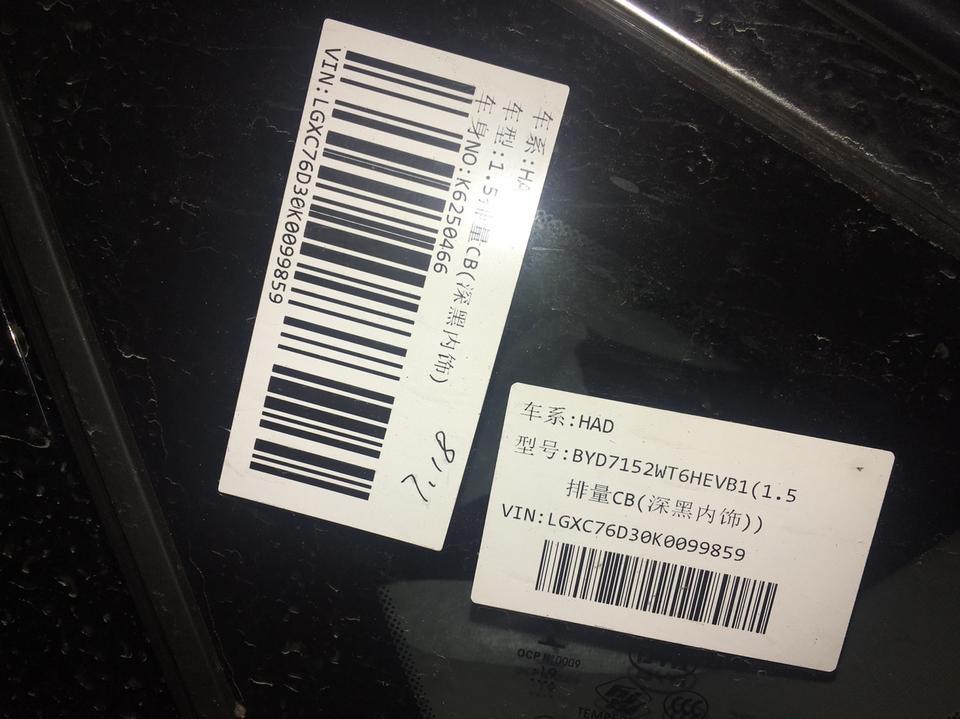 车系:HA
车型:1.5排量CB(深黑内饰)
车身NO:K6250466
VIN:LGXC76D30K0099859
车系:HAD
型号:BYD7152WT6HEVB1(1.5
排量CB(深黑内饰))
VIN:LGXC76D30K0099859